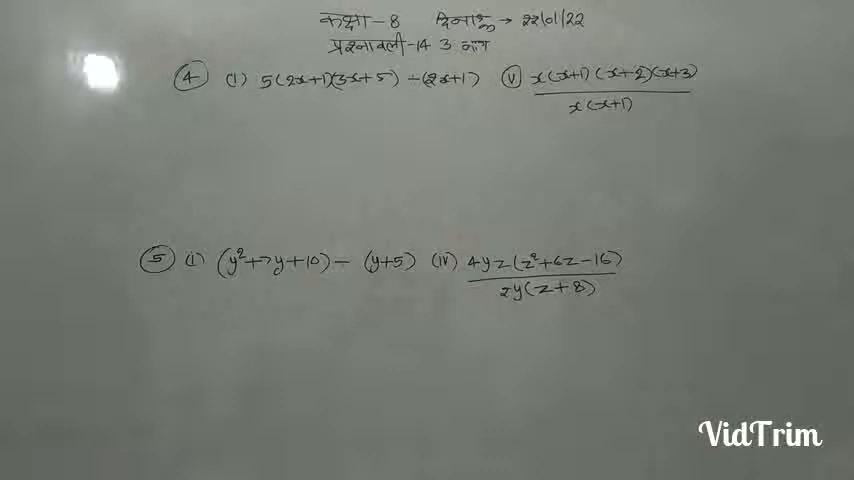 कक्षा-8 दिनाङ्क → 22/01/22
प्रश्नावली-14 3 भाग
④ (i) 5(2x+1)(3x+5) ÷ (2x+1) (v) x(x+1)(x+2)(x+3)
x(x+1)
⑤ (i) (y²+7y+10) ÷ (y+5) (iv) 4yz(z²+6z-16)
2y(z+8)
VidTrim